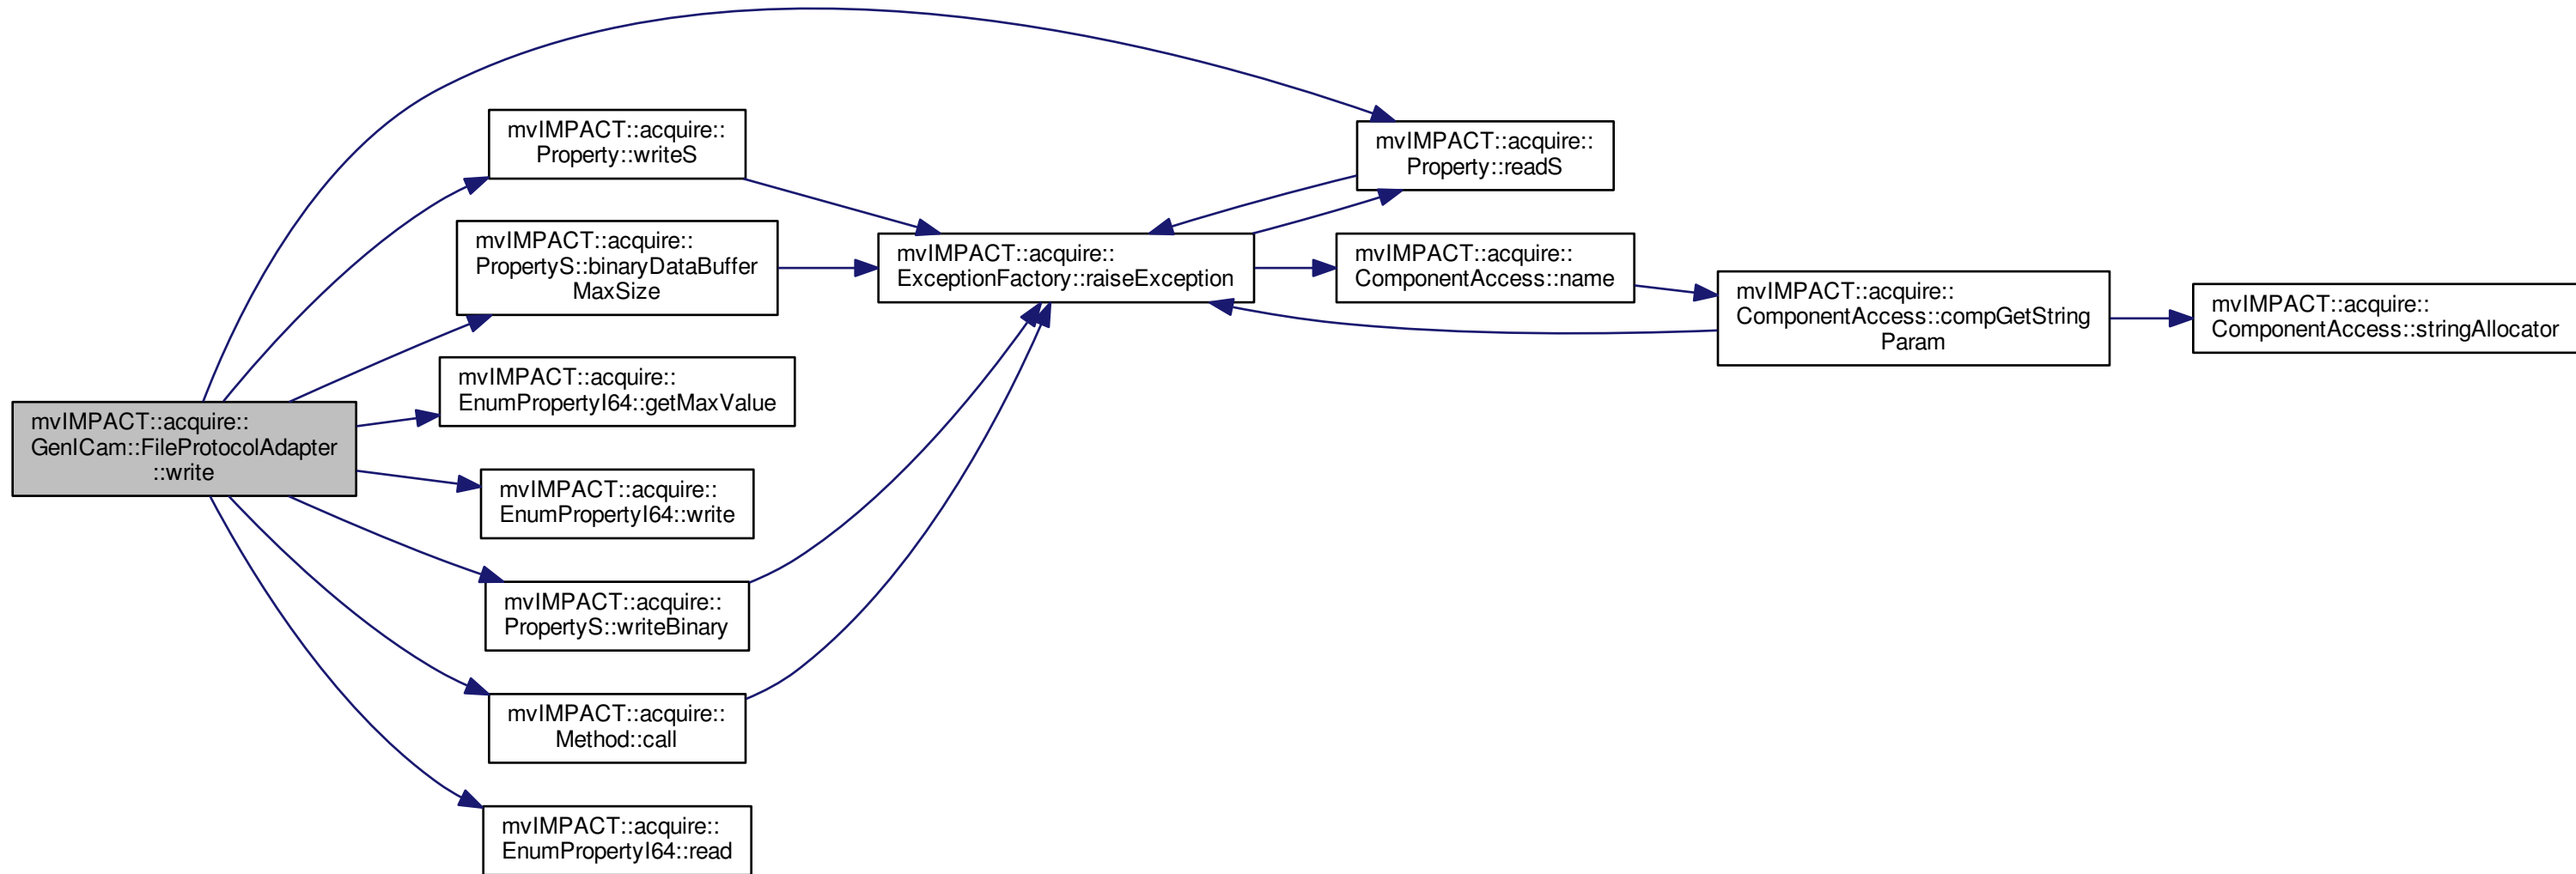 mvIMPACT::acquire::
GenICam::FileProtocolAdapter
::write
mvIMPACT::acquire::
Property::writeS
mvIMPACT::acquire::
PropertyS::binaryDataBuffer
MaxSize
mvIMPACT::acquire::
EnumPropertyI64::getMaxValue
mvIMPACT::acquire::
EnumPropertyI64::write
mvIMPACT::acquire::
PropertyS::writeBinary
mvIMPACT::acquire::
Method::call
mvIMPACT::acquire::
EnumPropertyI64::read
mvIMPACT::acquire::
ExceptionFactory::raiseException
mvIMPACT::acquire::
Property::readS
mvIMPACT::acquire::
ComponentAccess::name
mvIMPACT::acquire::
ComponentAccess::compGetString
Param
mvIMPACT::acquire::
ComponentAccess::stringAllocator